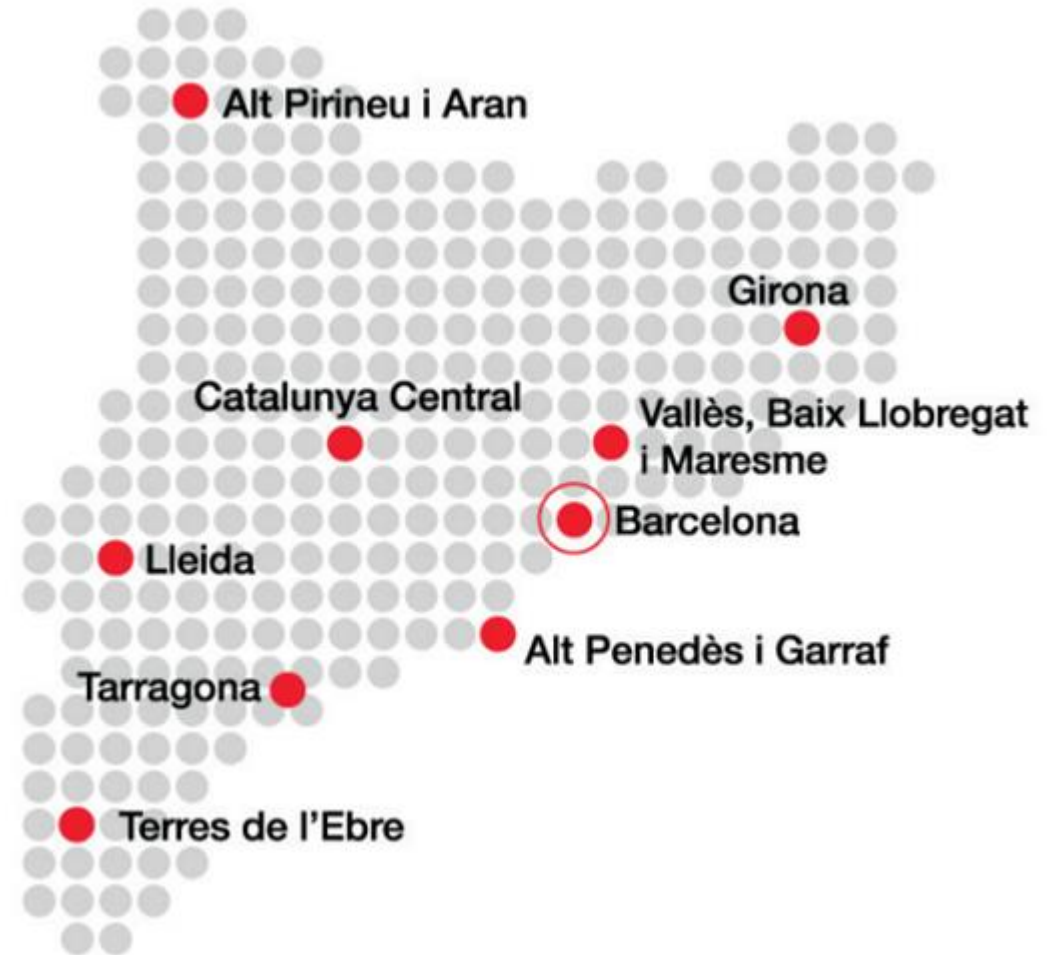 Alt Pirineu i Aran
Girona
Catalunya Central
Vallès, Baix Llobregat
i Maresme
Barcelona
Lleida
Alt Penedès i Garraf
Tarragona
Terres de l'Ebre